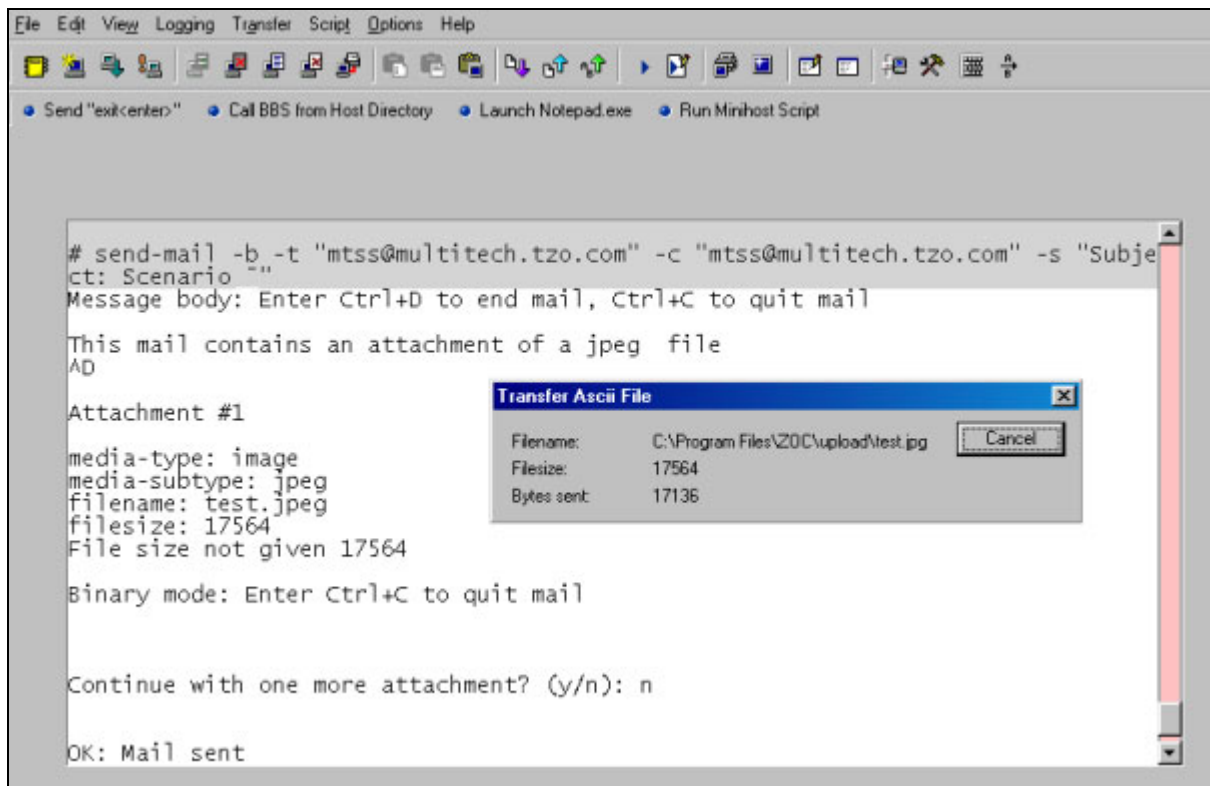 File Edit View Logging Transfer Script Options Help
Send "exit<enter>" Call BBS from Host Directory Launch Notepad.exe Run Minihost Script
# send-mail -b -t "mtss@multitech.tzo.com" -c "mtss@multitech.tzo.com" -s "Subje
ct: Scenario ~"
Message body: Enter Ctrl+D to end mail, Ctrl+C to quit mail
This mail contains an attachment of a jpeg  file
^D
Attachment #1
media-type: image
media-subtype: jpeg
filename: test.jpeg
filesize: 17564
File size not given 17564
Binary mode: Enter Ctrl+C to quit mail
Continue with one more attachment? (y/n): n
OK: Mail sent
Transfer Ascii File
Filename: C:\Program Files\ZOC\upload\test.jpg Cancel
Filesize: 17564
Bytes sent: 17136